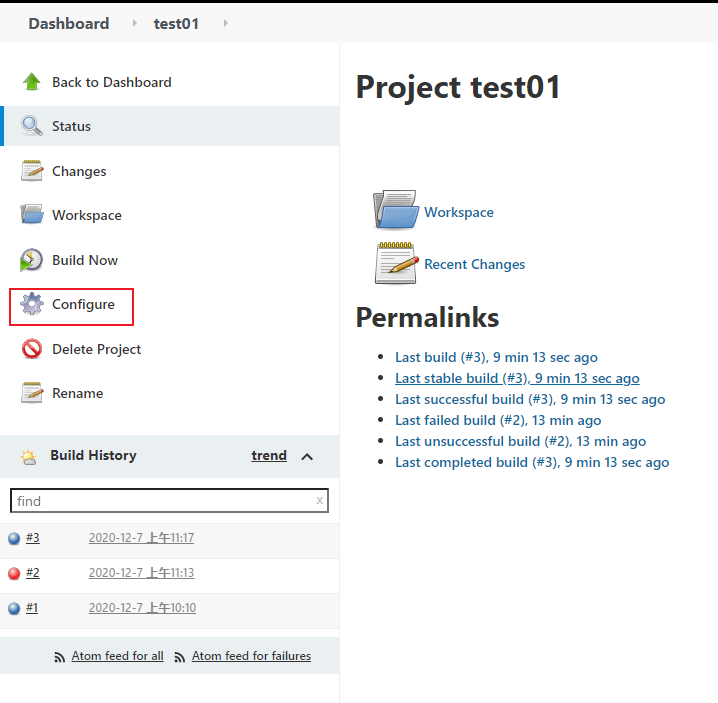 Dashboard test01
Back to Dashboard
Status
Changes
Workspace
Build Now
Configure
Delete Project
Rename
Build History trend
find x
#3 2020-12-7 上午11:17
#2 2020-12-7 上午11:13
#1 2020-12-7 上午10:10
Atom feed for all Atom feed for failures
Project test01
Workspace
Recent Changes
Permalinks
Last build (#3), 9 min 13 sec ago
Last stable build (#3), 9 min 13 sec ago
Last successful build (#3), 9 min 13 sec ago
Last failed build (#2), 13 min ago
Last unsuccessful build (#2), 13 min ago
Last completed build (#3), 9 min 13 sec ago